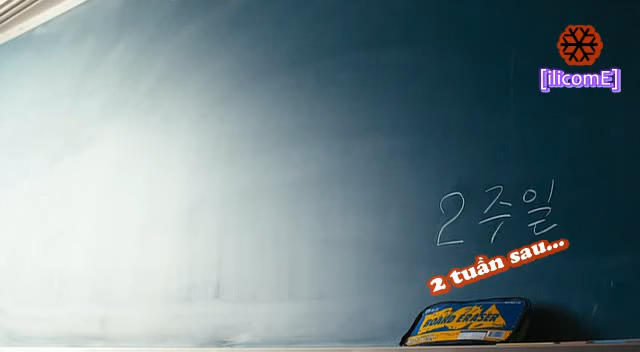 [ilicomE]
2주일
2 tuần sau...
BOARD ERASER